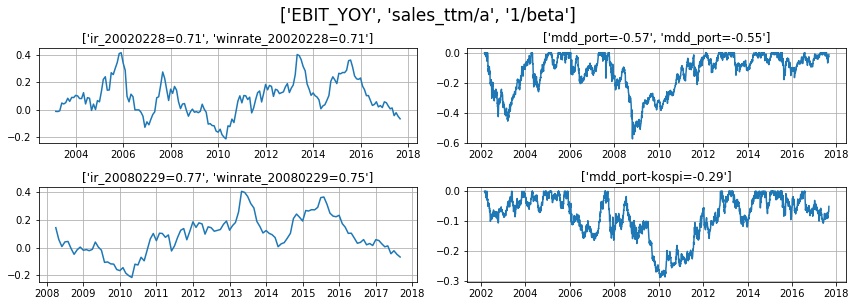 ['EBIT_YOY', 'sales_ttm/a', '1/beta']
['ir_20020228=0.71', 'winrate_20020228=0.71']
0.4
0.2
0.0
−0.2
2004 2006 2008 2010 2012 2014 2016 2018
['mdd_port=-0.57', 'mdd_port=-0.55']
0.0
−0.2
−0.4
−0.6
2002 2004 2006 2008 2010 2012 2014 2016 2018
['ir_20080229=0.77', 'winrate_20080229=0.75']
0.4
0.2
0.0
−0.2
2008 2009 2010 2011 2012 2013 2014 2015 2016 2017 2018
['mdd_port-kospi=-0.29']
0.0
−0.1
−0.2
−0.3
2002 2004 2006 2008 2010 2012 2014 2016 2018